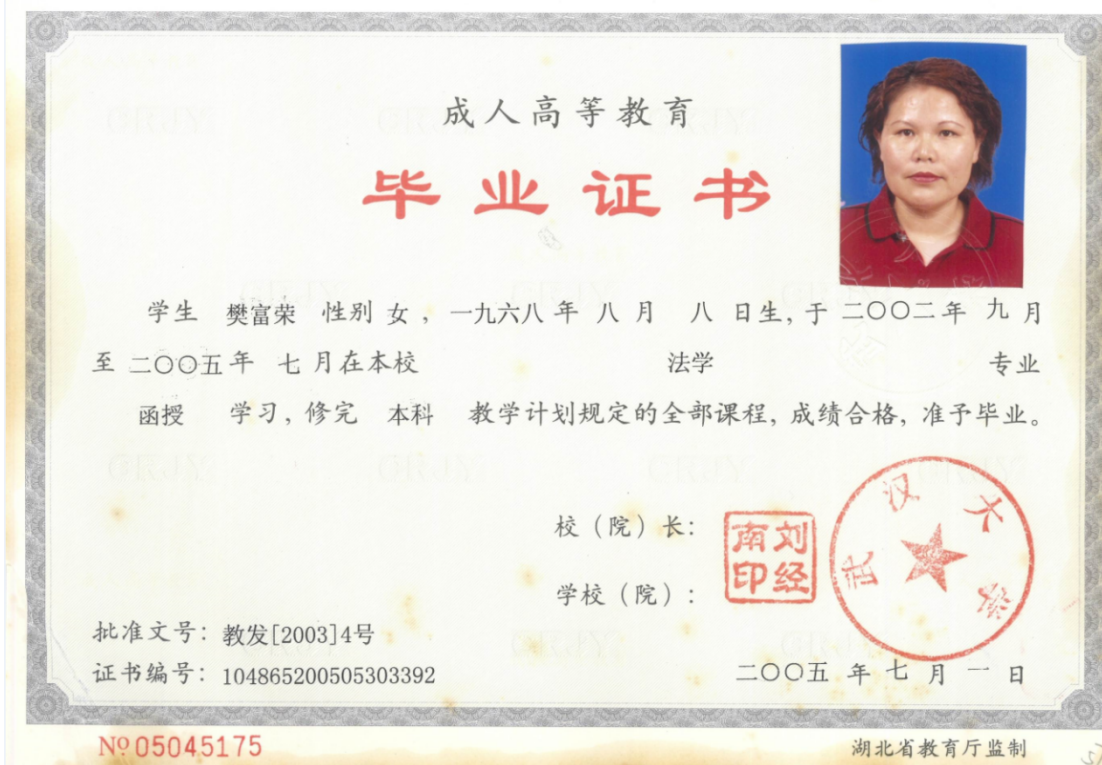 成人高等教育
毕业证书
学生 樊富荣 性别 女，一九六八 年 八 月 八 日生，于 二〇〇二 年 九 月
至 二〇〇五 年 七 月在本校 法学 专业
函授 学习，修完 本科 教学计划规定的全部课程，成绩合格，准予毕业。
校（院）长：
刘经南印
学校（院）：
武汉大学
批准文号：教发[2003]4号
证书编号：104865200505303392
二〇〇五 年 七 月 一 日
№ 05045175
湖北省教育厅监制